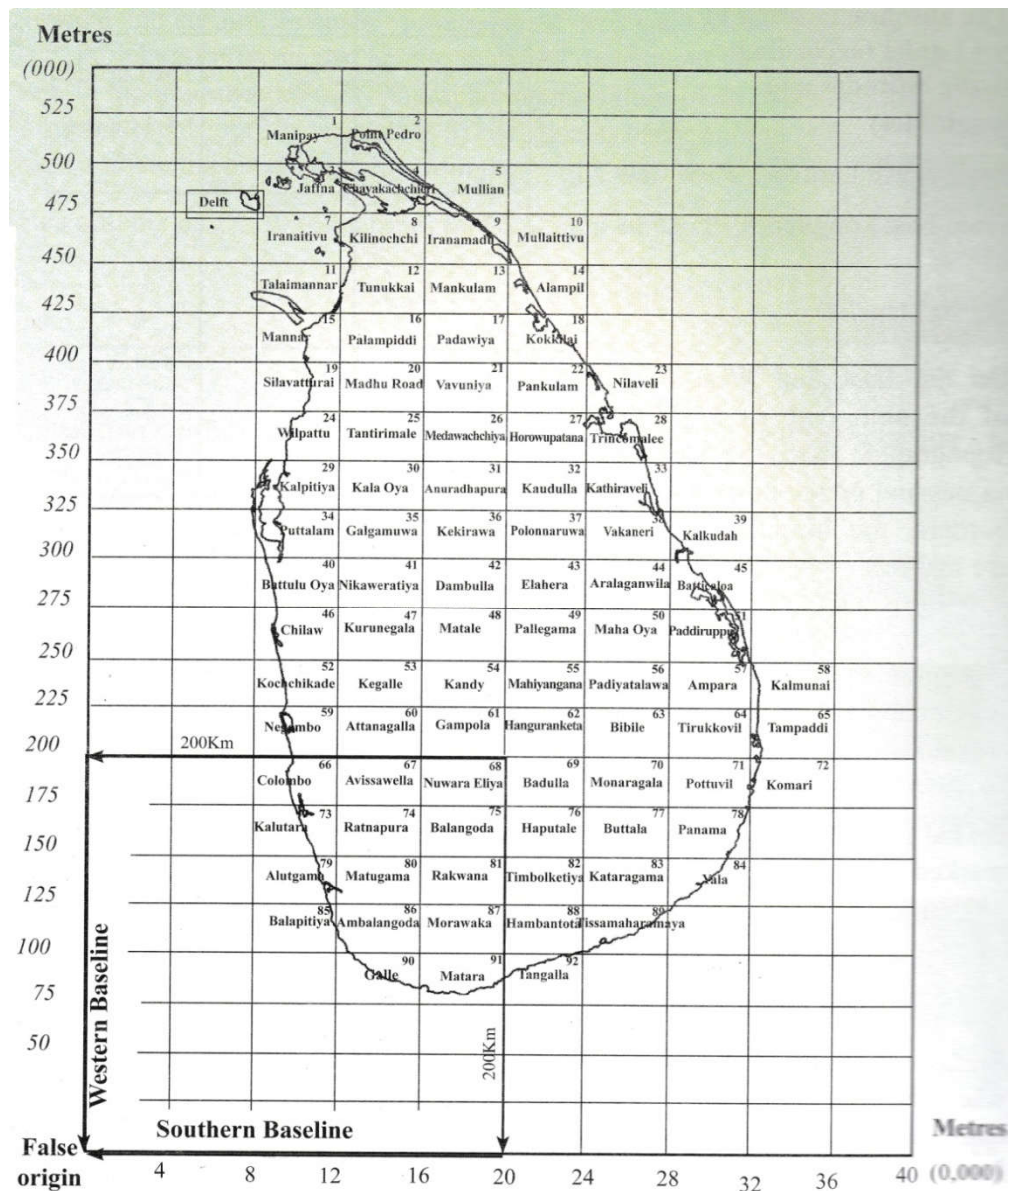 Metres
(000)
525
1 2
Manipay Point Pedro
500
3 4 5
Jaffna Chavakachcheri Mullian
Delft
475
7 8 9 10
Iranaitivu Kilinochchi Iranamadu Mullaittivu
450
11 12 13 14
Talaimannar Tunukkai Mankulam Alampil
425
15 16 17 18
Mannar Palampiddi Padawiya Kokkilai
400
19 20 21 22 23
Silavatturai Madhu Road Vavuniya Pankulam Nilaveli
375
24 25 26 27 28
Wilpattu Tantirimale Medawachchiya Horowupatana Trincomalee
350
29 30 31 32 33
Kalpitiya Kala Oya Anuradhapura Kaudulla Kathiraveli
325
34 35 36 37 38 39
Puttalam Galgamuwa Kekirawa Polonnaruwa Vakaneri Kalkudah
300
40 41 42 43 44 45
Battulu Oya Nikaweratiya Dambulla Elahera Aralaganwila Batticaloa
275
46 47 48 49 50 51
Chilaw Kurunegala Matale Pallegama Maha Oya Paddiruppu
250
52 53 54 55 56 57 58
Kochchikade Kegalle Kandy Mahiyangana Padiyatalawa Ampara Kalmunai
225
59 60 61 62 63 64 65
Negambo Attanagalla Gampola Hanguranketa Bibile Tirukkovil Tampaddi
200
200Km
66 67 68 69 70 71 72
Colombo Avissawella Nuwara Eliya Badulla Monaragala Pottuvil Komari
175
73 74 75 76 77 78
Kalutara Ratnapura Balangoda Haputale Buttala Panama
150
79 80 81 82 83 84
Alutgama Matugama Rakwana Timbolketiya Kataragama Yala
125
85 86 87 88 89
Balapitiya Ambalangoda Morawaka Hambantota Tissamaharamaya
100
90 91 92
Galle Matara Tangalla
75
50
Western Baseline
200Km
Southern Baseline
False
origin
4 8 12 16 20 24 28 32 36 40
Metres
(0,000)